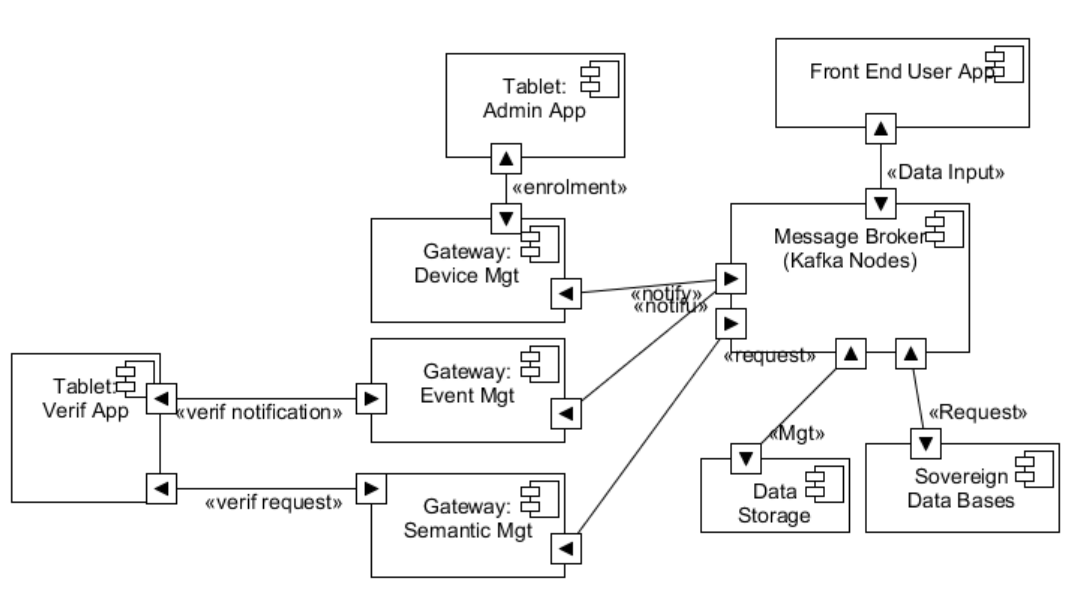 Front End User App
Tablet:
Admin App
«Data Input»
«enrolment»
Message Broker
(Kafka Nodes)
Gateway:
Device Mgt
«notify»
«notifu»
«request»
Gateway:
Event Mgt
Tablet:
Verif App
«verif notification»
«Mgt»
«Request»
Sovereign
Data Bases
Data
Storage
«verif request»
Gateway:
Semantic Mgt